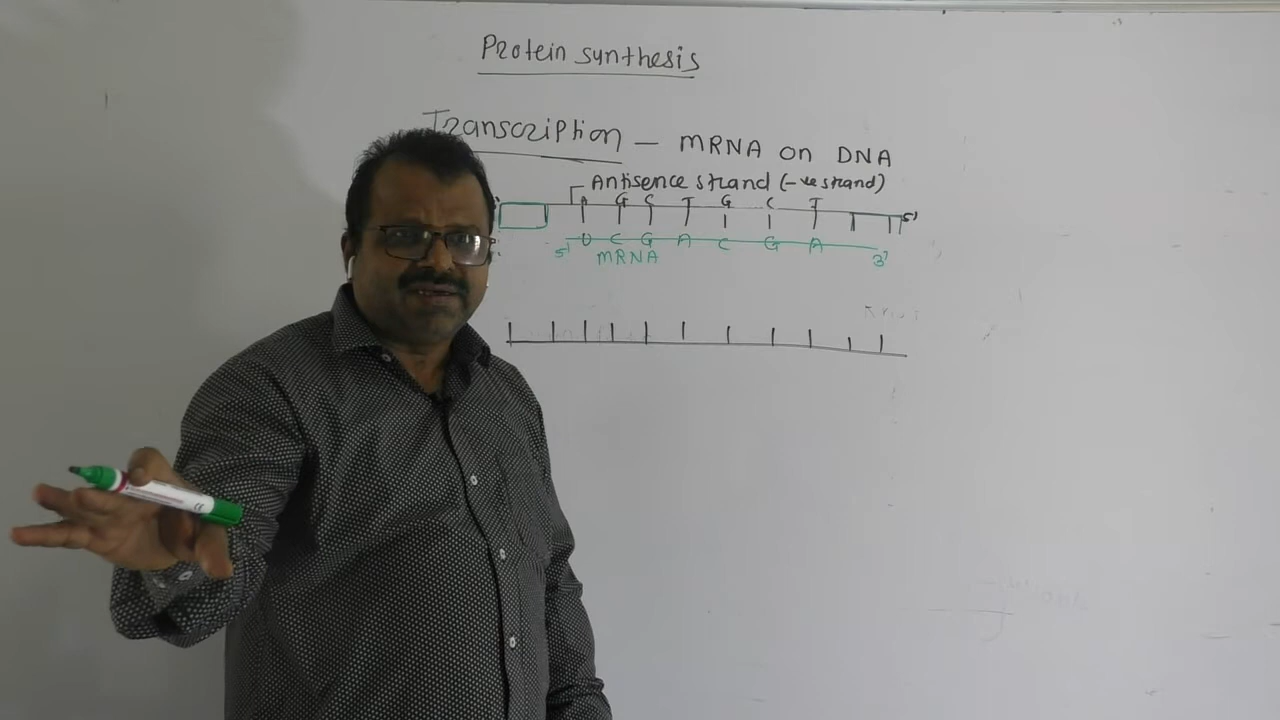 Protein synthesis
Transcription – MRNA on DNA
Antisence strand (-ve strand)
A G C T G C T 5'
5' U C G A C G A 3'
MRNA